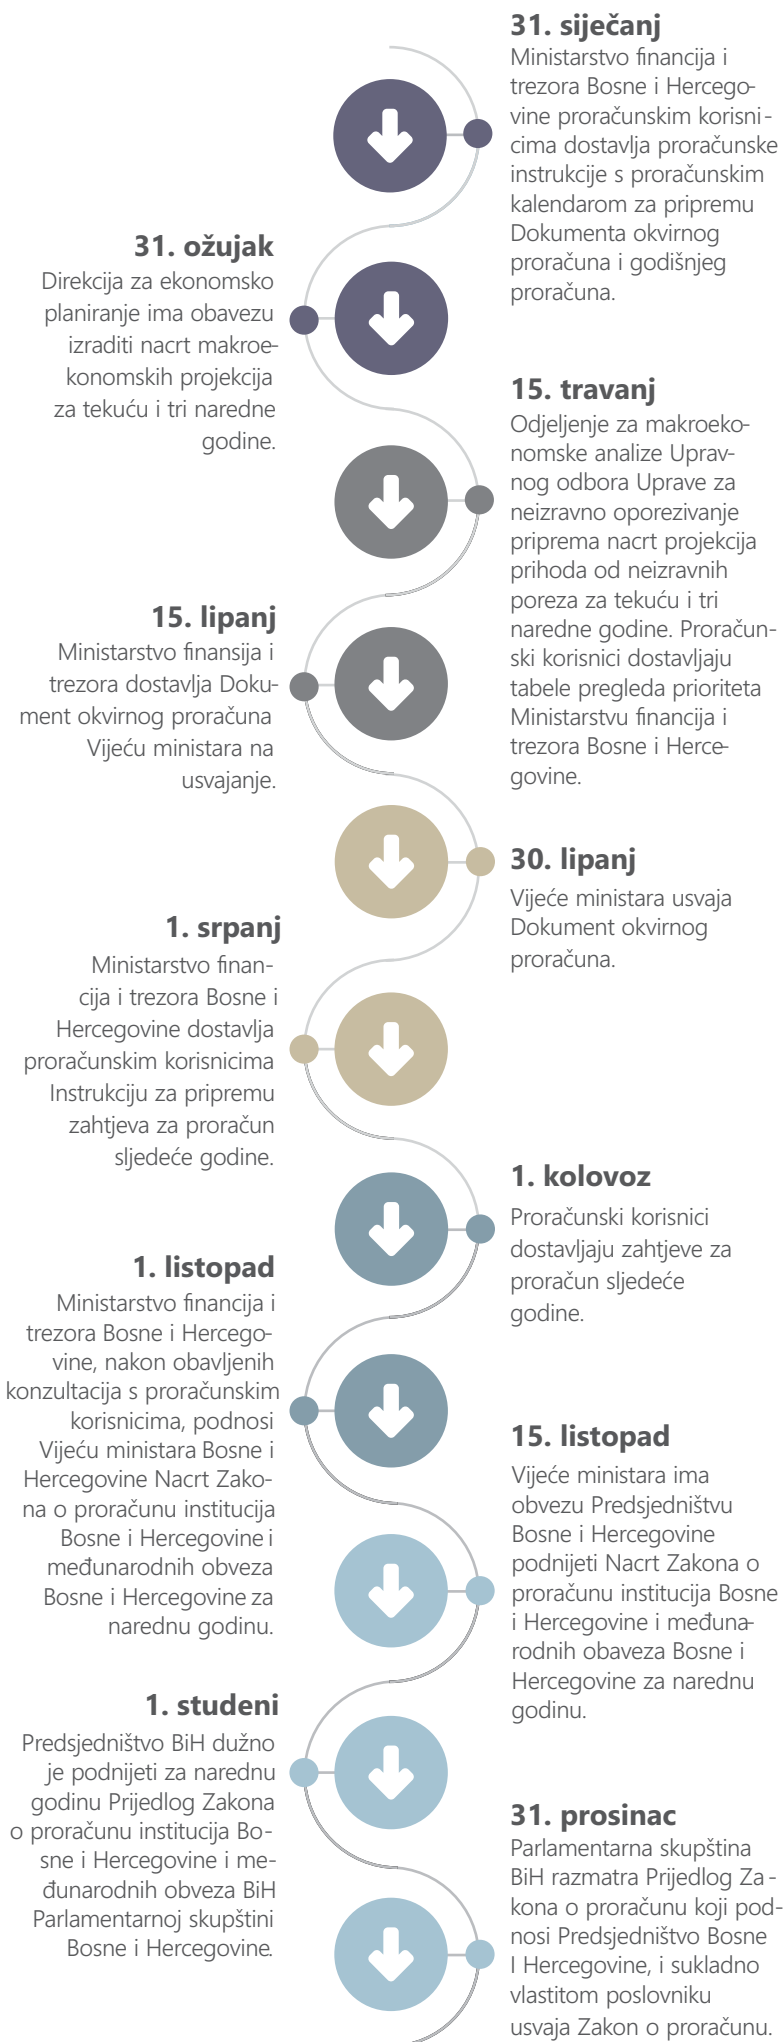 31. siječanj
Ministarstvo financija i
trezora Bosne i Hercego-
vine proračunskim korisni-
cima dostavlja proračunske
instrukcije s proračunskim
kalendarom za pripremu
Dokumenta okvirnog
proračuna i godišnjeg
proračuna.
31. ožujak
Direkcija za ekonomsko
planiranje ima obavezu
izraditi nacrt makroe-
konomskih projekcija
za tekuću i tri naredne
godine.
15. travanj
Odjeljenje za makroeko-
nomske analize Uprav-
nog odbora Uprave za
neizravno oporezivanje
priprema nacrt projekcija
prihoda od neizravnih
poreza za tekuću i tri
naredne godine. Proračun-
ski korisnici dostavljaju
tabele pregleda prioriteta
Ministarstvu financija i
trezora Bosne i Herce-
govine.
15. lipanj
Ministarstvo finansija i
trezora dostavlja Doku-
ment okvirnog proračuna
Vijeću ministara na
usvajanje.
30. lipanj
Vijeće ministara usvaja
Dokument okvirnog
proračuna.
1. srpanj
Ministarstvo finan-
cija i trezora Bosne i
Hercegovine dostavlja
proračunskim korisnicima
Instrukciju za pripremu
zahtjeva za proračun
sljedeće godine.
1. kolovoz
Proračunski korisnici
dostavljaju zahtjeve za
proračun sljedeće
godine.
1. listopad
Ministarstvo financija i
trezora Bosne i Hercego-
vine, nakon obavljenih
konzultacija s proračunskim
korisnicima, podnosi
Vijeću ministara Bosne i
Hercegovine Nacrt Zako-
na o proračunu institucija
Bosne i Hercegovine i
međunarodnih obveza
Bosne i Hercegovine za
narednu godinu.
15. listopad
Vijeće ministara ima
obvezu Predsjedništvu
Bosne i Hercegovine
podnijeti Nacrt Zakona o
proračunu institucija Bosne
i Hercegovine i međuna-
rodnih obaveza Bosne i
Hercegovine za narednu
godinu.
1. studeni
Predsjedništvo BiH dužno
je podnijeti za narednu
godinu Prijedlog Zakona
o proračunu institucija Bo-
sne i Hercegovine i me-
đunarodnih obveza BiH
Parlamentarnoj skupštini
Bosne i Hercegovine.
31. prosinac
Parlamentarna skupština
BiH razmatra Prijedlog Za-
kona o proračunu koji pod-
nosi Predsjedništvo Bosne
I Hercegovine, i sukladno
vlastitom poslovniku
usvaja Zakon o proračunu.